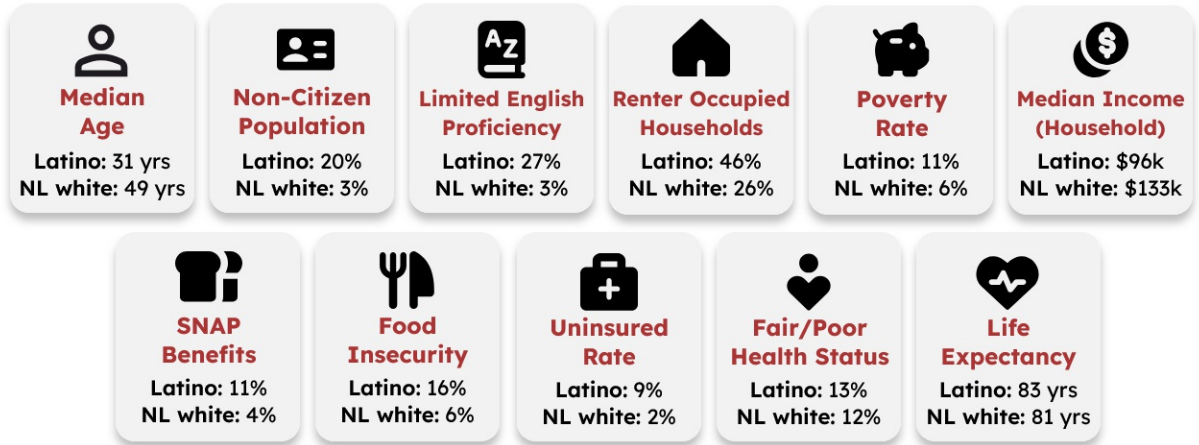 AZ
Median
Age
Latino: 31 yrs
NL white: 49 yrs
Non-Citizen
Population
Latino: 20%
NL white: 3%
Limited English
Proficiency
Latino: 27%
NL white: 3%
Renter Occupied
Households
Latino: 46%
NL white: 26%
Poverty
Rate
Latino: 11%
NL white: 6%
$
Median Income
(Household)
Latino: $96k
NL white: $133k
SNAP
Benefits
Latino: 11%
NL white: 4%
Food
Insecurity
Latino: 16%
NL white: 6%
Uninsured
Rate
Latino: 9%
NL white: 2%
Fair/Poor
Health Status
Latino: 13%
NL white: 12%
Life
Expectancy
Latino: 83 yrs
NL white: 81 yrs